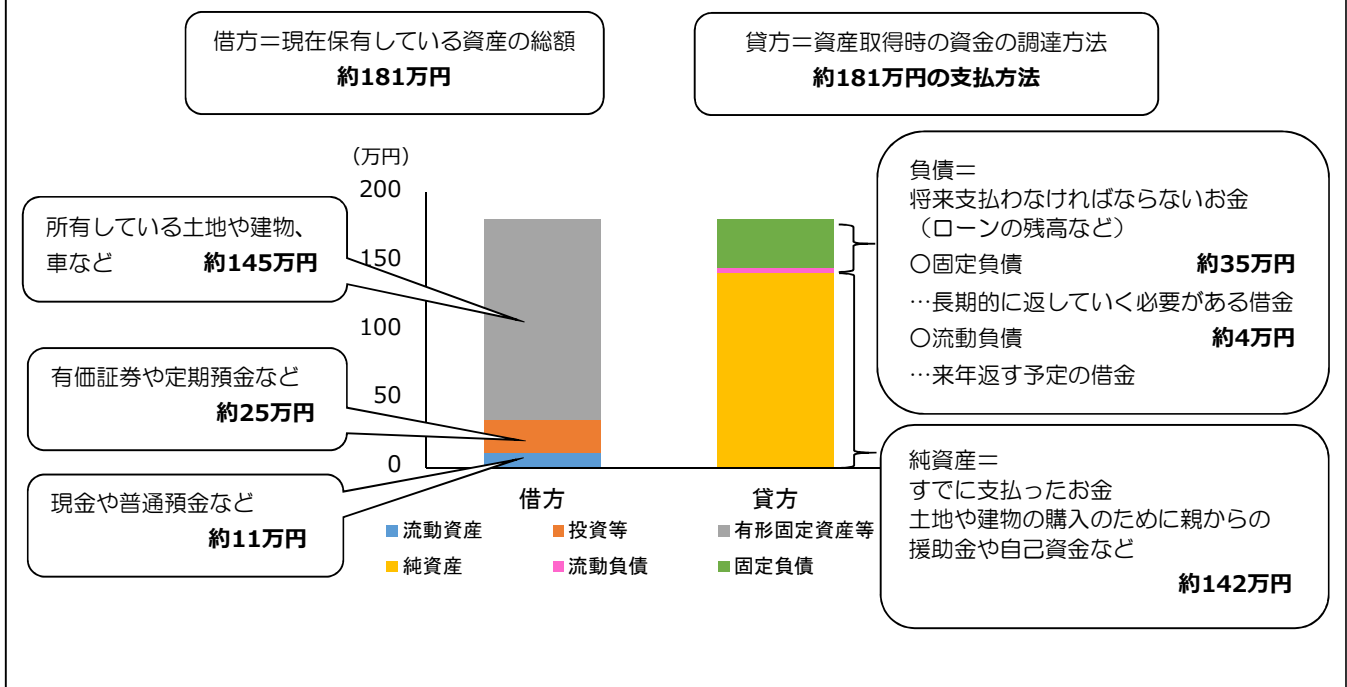 借方＝現在保有している資産の総額
約181万円
貸方＝資産取得時の資金の調達方法
約181万円の支払方法
（万円）
200
150
100
50
0
所有している土地や建物、
車など　　　約145万円
有価証券や定期預金など
約25万円
現金や普通預金など
約11万円
借方
貸方
流動資産　投資等　有形固定資産等
純資産　流動負債　固定負債
負債＝
将来支払わなければならないお金
（ローンの残高など）
〇固定負債　約35万円
…長期的に返していく必要がある借金
〇流動負債　約4万円
…来年返す予定の借金
純資産＝
すでに支払ったお金
土地や建物の購入のために親からの
援助金や自己資金など
約142万円